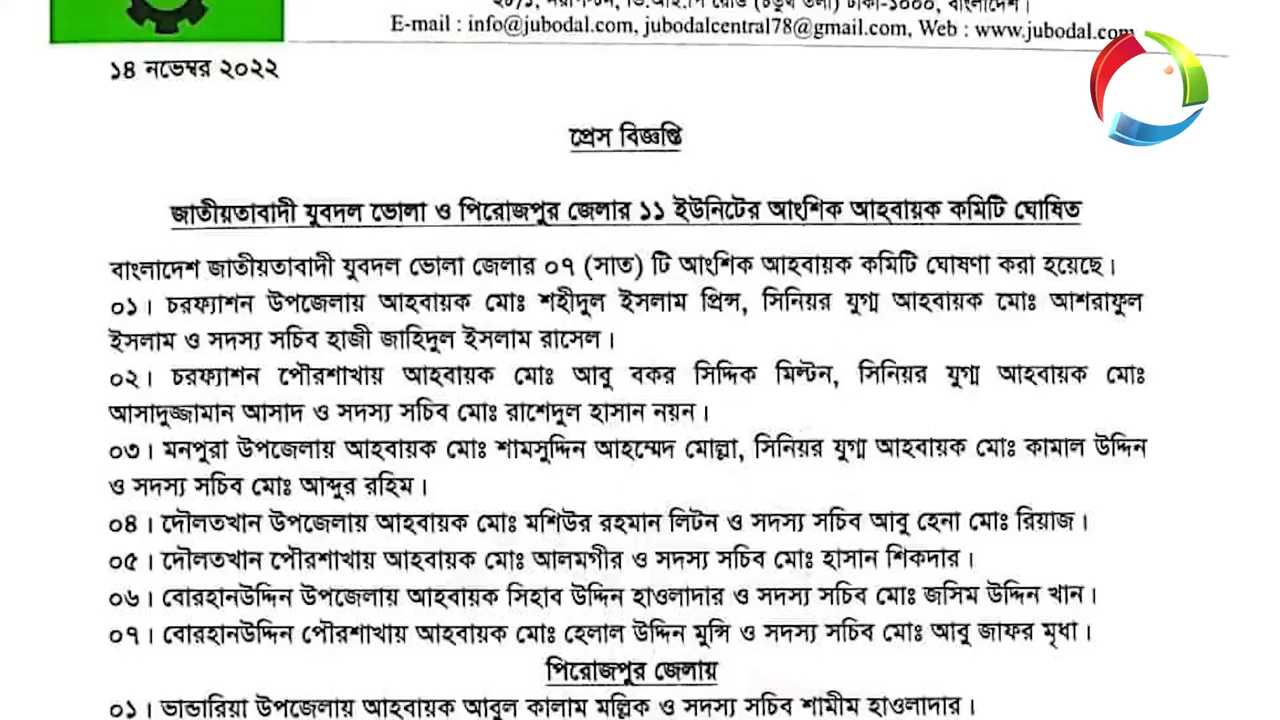 E-mail : info@jubodal.com, jubodalcentral78@gmail.com, Web : www.jubodal.com
১৪ নভেম্বর ২০২২
প্রেস বিজ্ঞপ্তি
জাতীয়তাবাদী যুবদল ভোলা ও পিরোজপুর জেলার ১১ ইউনিটের আংশিক আহবায়ক কমিটি ঘোষিত
বাংলাদেশ জাতীয়তাবাদী যুবদল ভোলা জেলার ০৭ (সাত) টি আংশিক আহবায়ক কমিটি ঘোষণা করা হয়েছে।
০১। চরফ্যাশন উপজেলায় আহবায়ক মোঃ শহীদুল ইসলাম প্রিন্স, সিনিয়র যুগ্ম আহবায়ক মোঃ আশরাফুল
ইসলাম ও সদস্য সচিব হাজী জাহিদুল ইসলাম রাসেল।
০২। চরফ্যাশন পৌরশাখায় আহবায়ক মোঃ আবু বকর সিদ্দিক মিল্টন, সিনিয়র যুগ্ম আহবায়ক মোঃ
আসাদুজ্জামান আসাদ ও সদস্য সচিব মোঃ রাশেদুল হাসান নয়ন।
০৩। মনপুরা উপজেলায় আহবায়ক মোঃ শামসুদ্দিন আহম্মেদ মোল্লা, সিনিয়র যুগ্ম আহবায়ক মোঃ কামাল উদ্দিন
ও সদস্য সচিব মোঃ আব্দুর রহিম।
০৪। দৌলতখান উপজেলায় আহবায়ক মোঃ মশিউর রহমান লিটন ও সদস্য সচিব আবু হেনা মোঃ রিয়াজ।
০৫। দৌলতখান পৌরশাখায় আহবায়ক মোঃ আলমগীর ও সদস্য সচিব মোঃ হাসান শিকদার।
০৬। বোরহানউদ্দিন উপজেলায় আহবায়ক সিহাব উদ্দিন হাওলাদার ও সদস্য সচিব মোঃ জসিম উদ্দিন খান।
০৭। বোরহানউদ্দিন পৌরশাখায় আহবায়ক মোঃ হেলাল উদ্দিন মুন্সি ও সদস্য সচিব মোঃ আবু জাফর মৃধা।
পিরোজপুর জেলায়
০১। ভান্ডারিয়া উপজেলায় আহবায়ক আবুল কালাম মল্লিক ও সদস্য সচিব শামীম হাওলাদার।